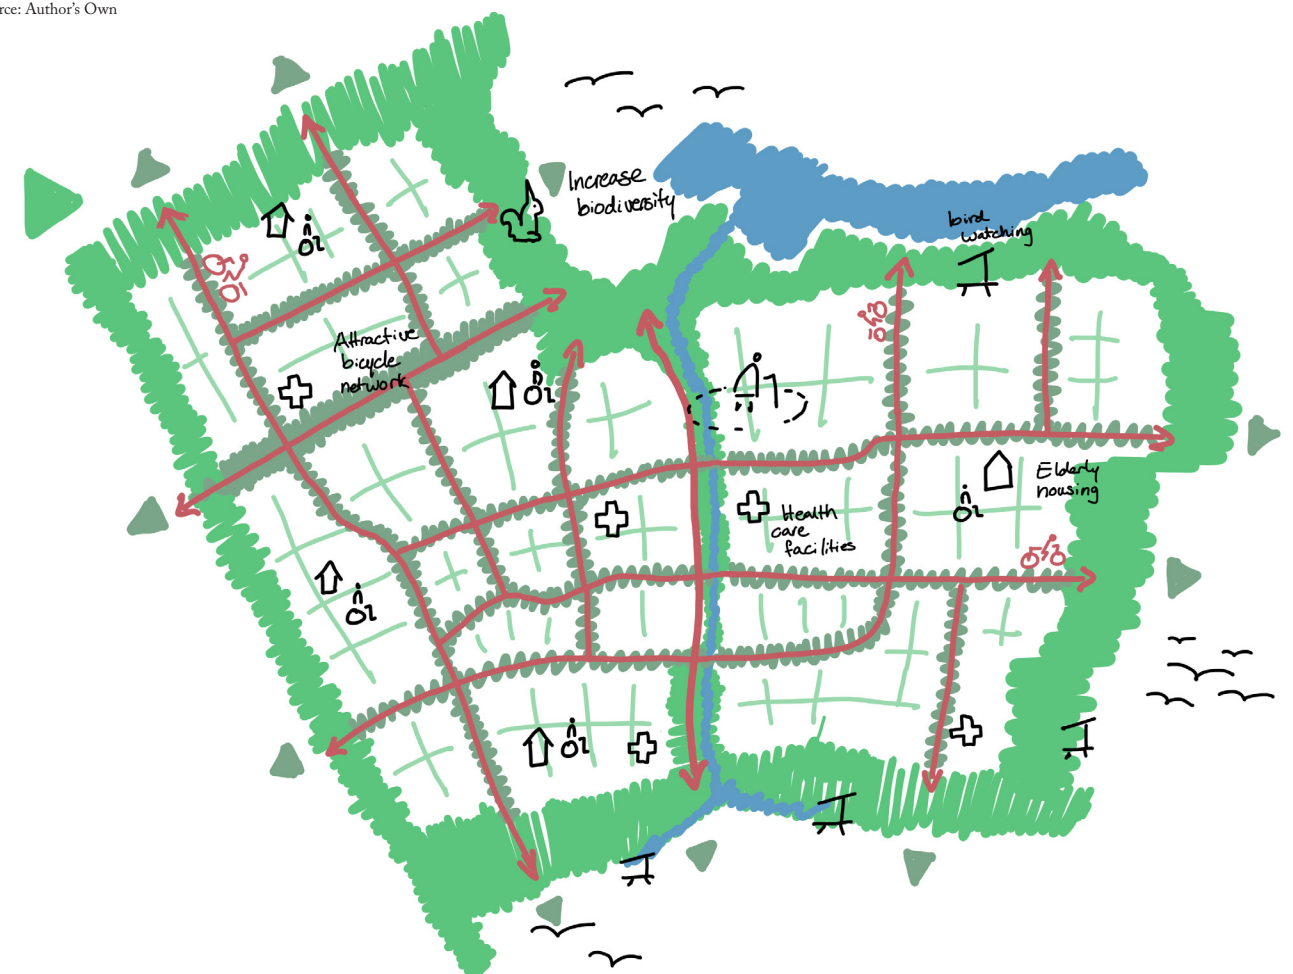 rce: Author's Own
Increase
biodiversity
bird
watching
Attractive
bicycle
network
Elderly
housing
Health
care
facilities